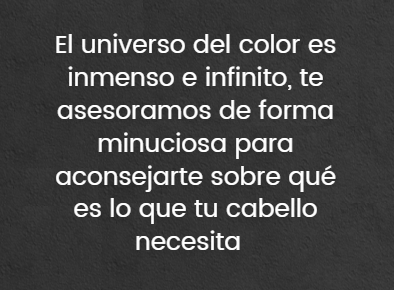 El universo del color es
inmenso e infinito, te
asesoramos de forma
minuciosa para
aconsejarte sobre qué
es lo que tu cabello
necesita